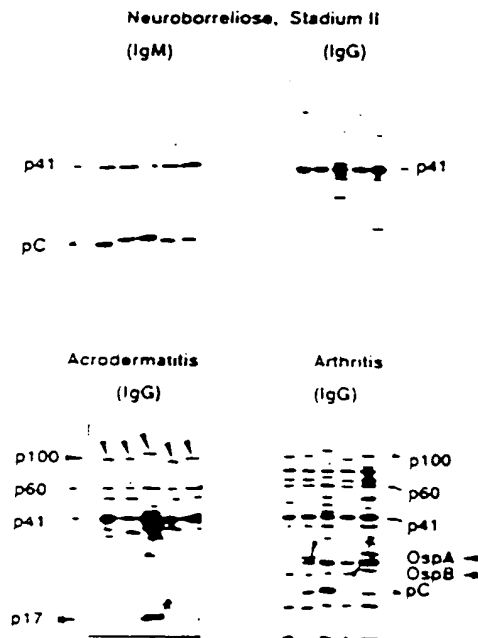 Neuroborreliose, Stadium II
(IgM)
(IgG)
p41
p41
pC
Acrodermatitis
(IgG)
Arthritis
(IgG)
p100
p60
p41
p17
p100
p60
p41
OspA
OspB
pC